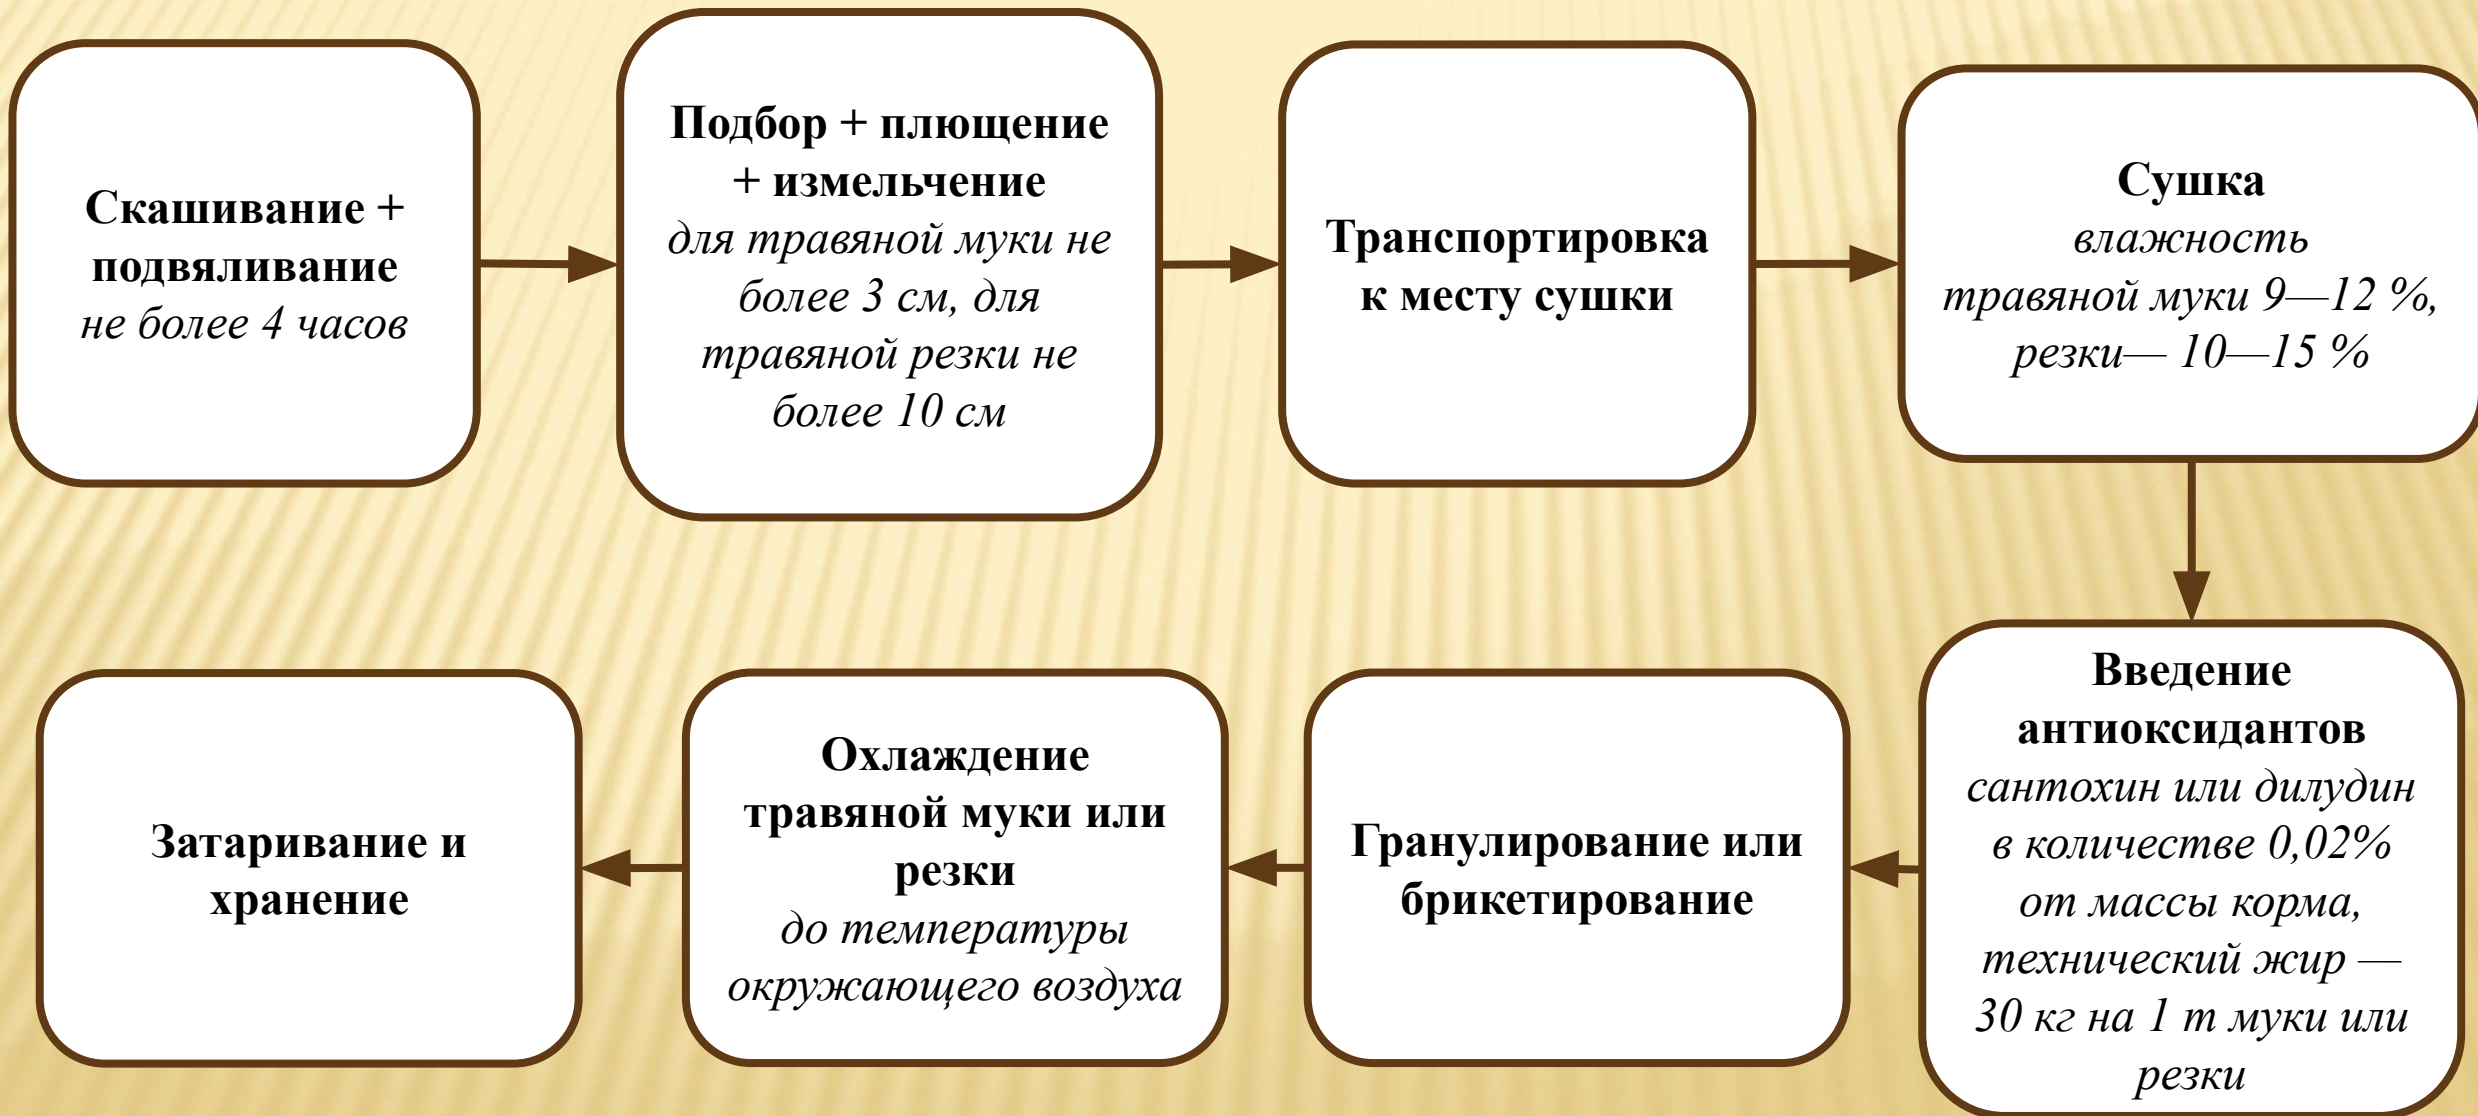 Скашивание +
подвяливание
не более 4 часов
Подбор + плющение
+ измельчение
для травяной муки не
более 3 см, для
травяной резки не
более 10 см
Транспортировка
к месту сушки
Сушка
влажность
травяной муки 9—12 %,
резки— 10—15 %
Введение
антиоксидантов
сантохин или дилудин
в количестве 0,02%
от массы корма,
технический жир —
30 кг на 1 т муки или
резки
Гранулирование или
брикетирование
Охлаждение
травяной муки или
резки
до температуры
окружающего воздуха
Затаривание и
хранение